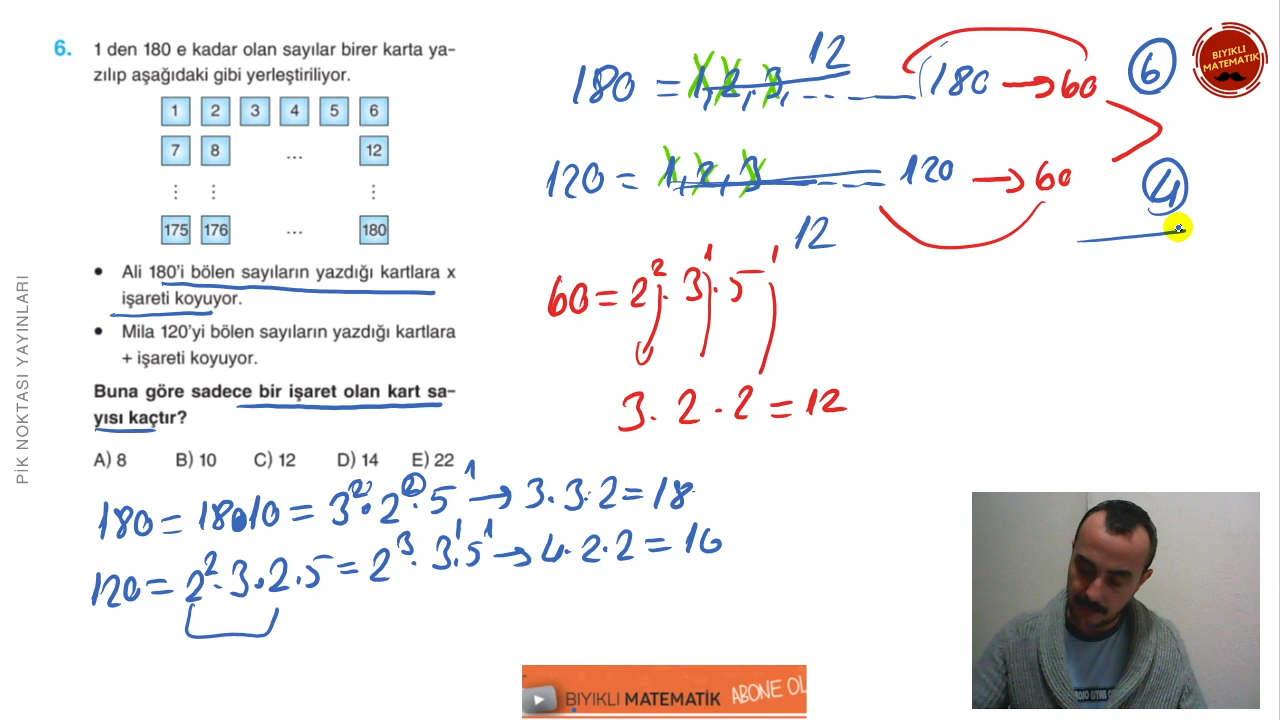 6. 1 den 180 e kadar olan sayılar birer karta ya-
zılıp aşağıdaki gibi yerleştiriliyor.
1 2 3 4 5 6
7 8 ... 12
⋮ ⋮ ⋮
175 176 ... 180
• Ali 180'i bölen sayıların yazdığı kartlara x
işareti koyuyor.
• Mila 120'yi bölen sayıların yazdığı kartlara
+ işareti koyuyor.
Buna göre sadece bir işaret olan kart sa-
yısı kaçtır?
A) 8 B) 10 C) 12 D) 14 E) 22
180 = 18.10 = 3².2².5¹ → 3.3.2 = 18
120 = 2².3.2.5 = 2³.3¹.5¹ → 4.2.2 = 16
12
180 = 1, 2, 3, --- 180 → 60 6
120 = 1, 2, 3 --- 120 → 60 4
12
60 = 2².3¹.5¹
3.2.2 = 12
PİK NOKTASI YAYINLARI
BIYIKLI
MATEMATİK
BIYIKLI MATEMATİK ABONE OL